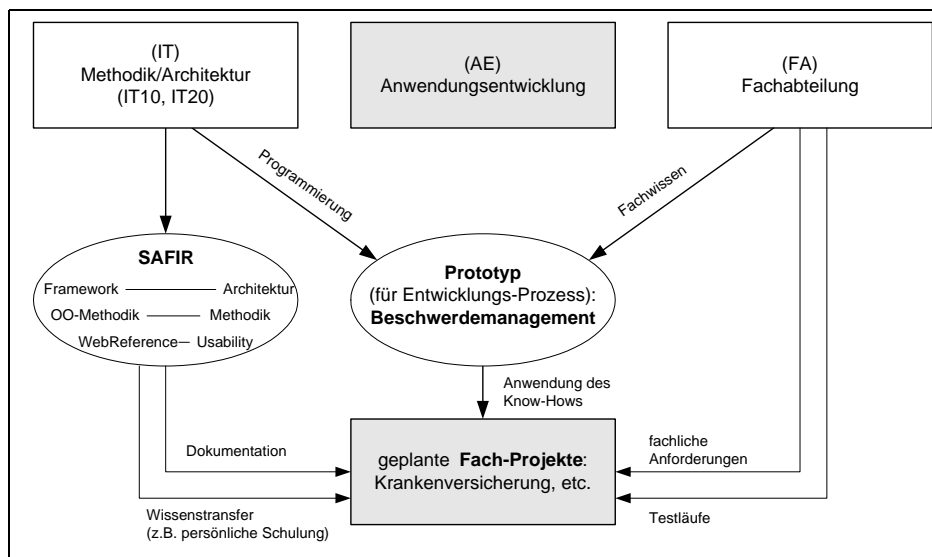 (IT)
Methodik/Architektur
(IT10, IT20)
(AE)
Anwendungsentwicklung
(FA)
Fachabteilung
Programmierung
Fachwissen
SAFIR
Framework Architektur
OO-Methodik Methodik
WebReference Usability
Prototyp
(für Entwicklungs-Prozess):
Beschwerdemanagement
Anwendung des
Know-Hows
Dokumentation
geplante Fach-Projekte:
Krankenversicherung, etc.
fachliche
Anforderungen
Wissenstransfer
(z.B. persönliche Schulung)
Testläufe